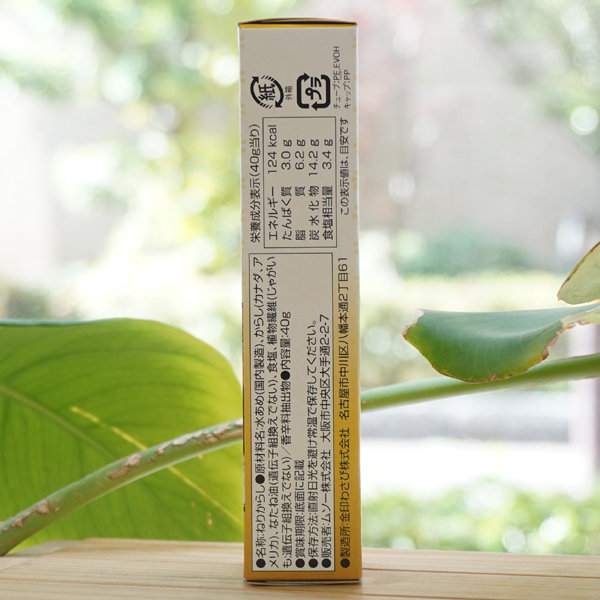 ●名称:ねりからし●原材料名:水あめ(国内製造)、からし(カナダ、ア
メリカ)、なたね油(遺伝子組換えでない)、食塩、植物繊維(じゃがい
も:遺伝子組換えでない)／香辛料抽出物●内容量:40g
●賞味期限:底面に記載
●保存方法:直射日光を避け常温で保存してください。
●販売者:ムソー株式会社 大阪市中央区大手通2-2-7
●製造所:金印わさび株式会社 名古屋市中川区八幡本通2丁目61
栄養成分表示(40g当り)
エネルギー 124 kcal
たんぱく質 3.0 g
脂質 6.2 g
炭水化物 14.2 g
食塩相当量 3.4 g
この表示値は、目安です
紙
外箱
プラ
チューブ:PE,EVOH
キャップ:PP